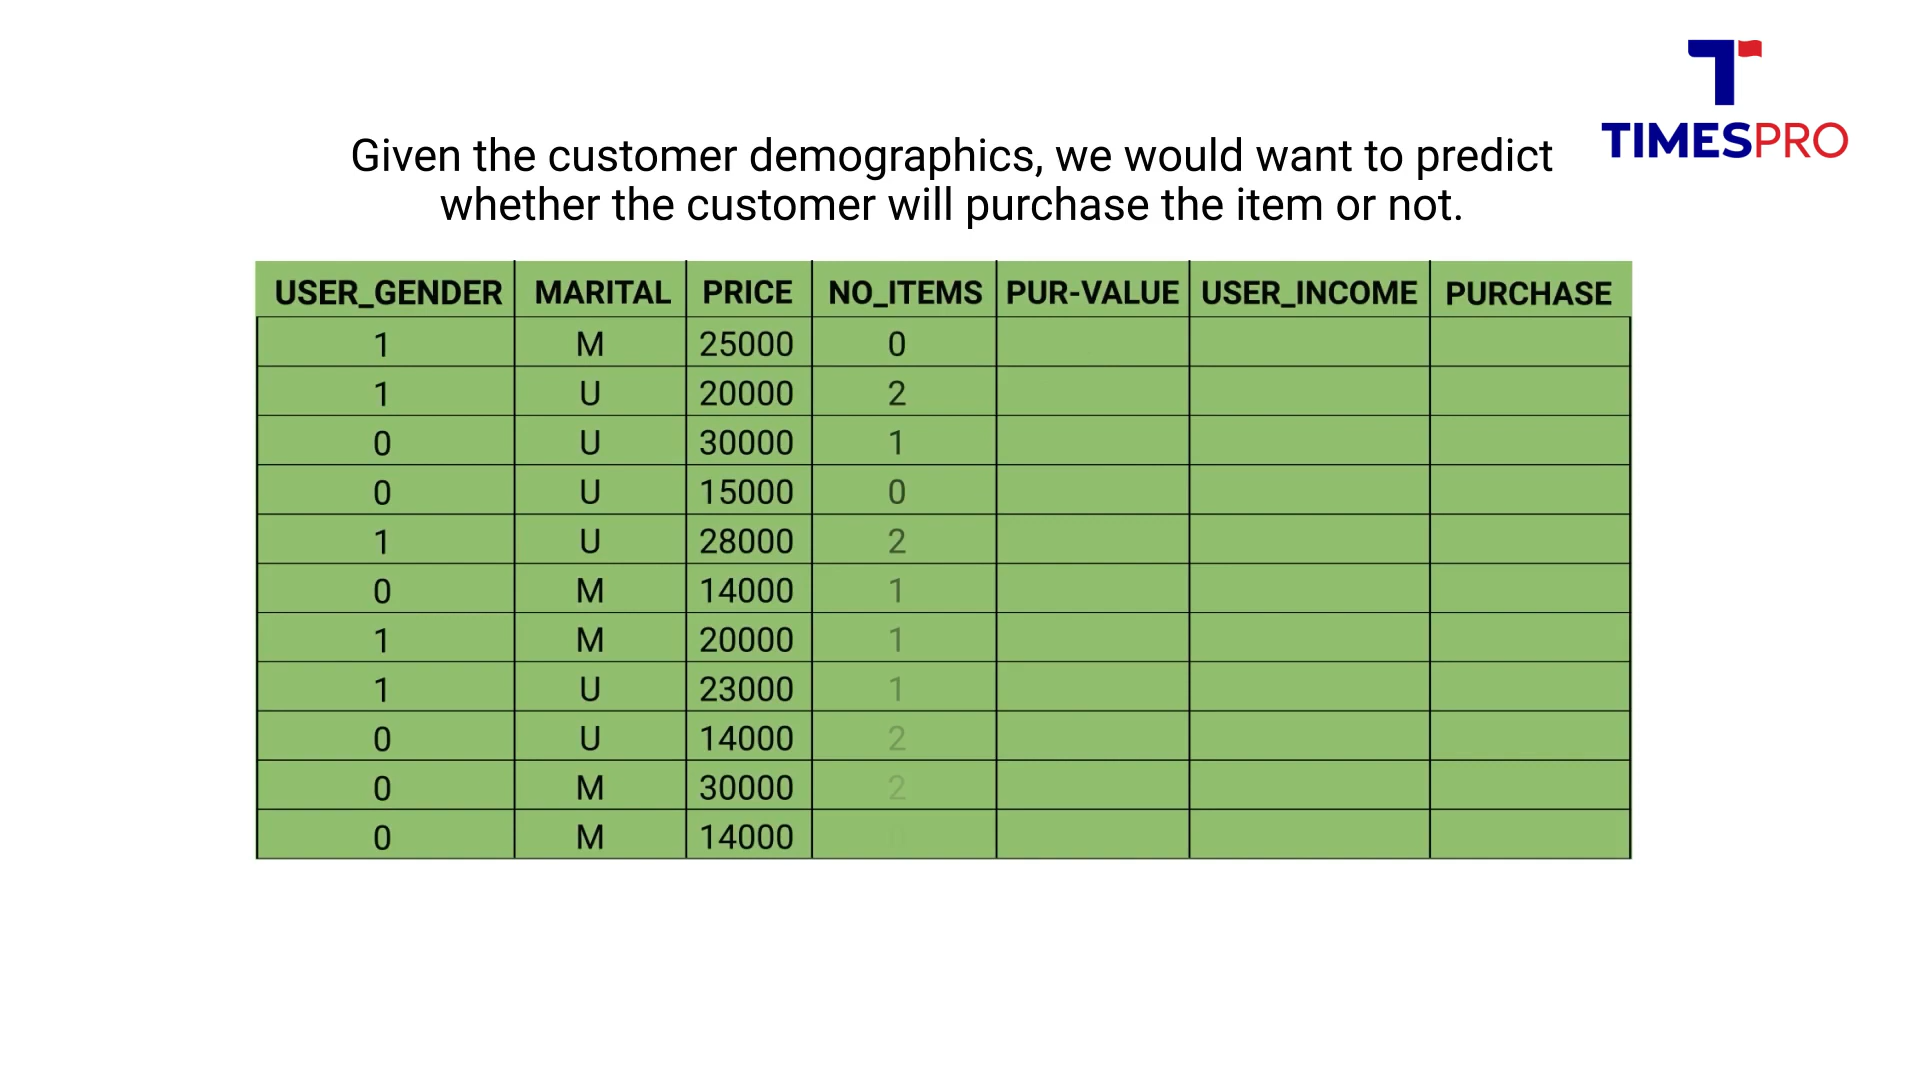 TIMESPRO
Given the customer demographics, we would want to predict
whether the customer will purchase the item or not.
USER_GENDER MARITAL PRICE NO_ITEMS PUR-VALUE USER_INCOME PURCHASE
1 M 25000 0
1 U 20000 2
0 U 30000 1
0 U 15000 0
1 U 28000 2
0 M 14000 1
1 M 20000 1
1 U 23000 1
0 U 14000 2
0 M 30000 2
0 M 14000